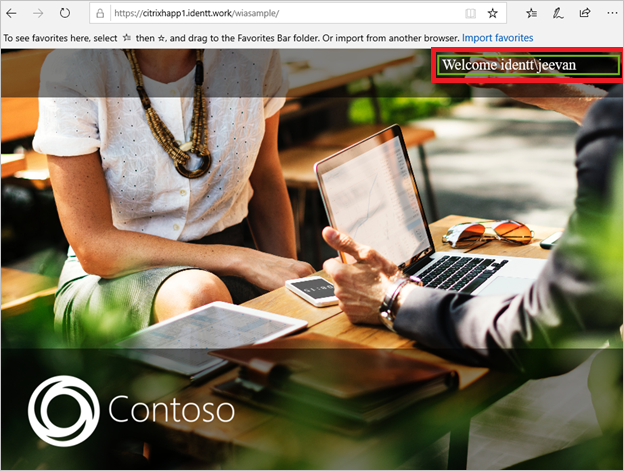 https://citrixhapp1.identt.work/wiasample/
To see favorites here, select ☆ then ☆, and drag to the Favorites Bar folder. Or import from another browser. Import favorites
Welcome identt\jeevan
Contoso